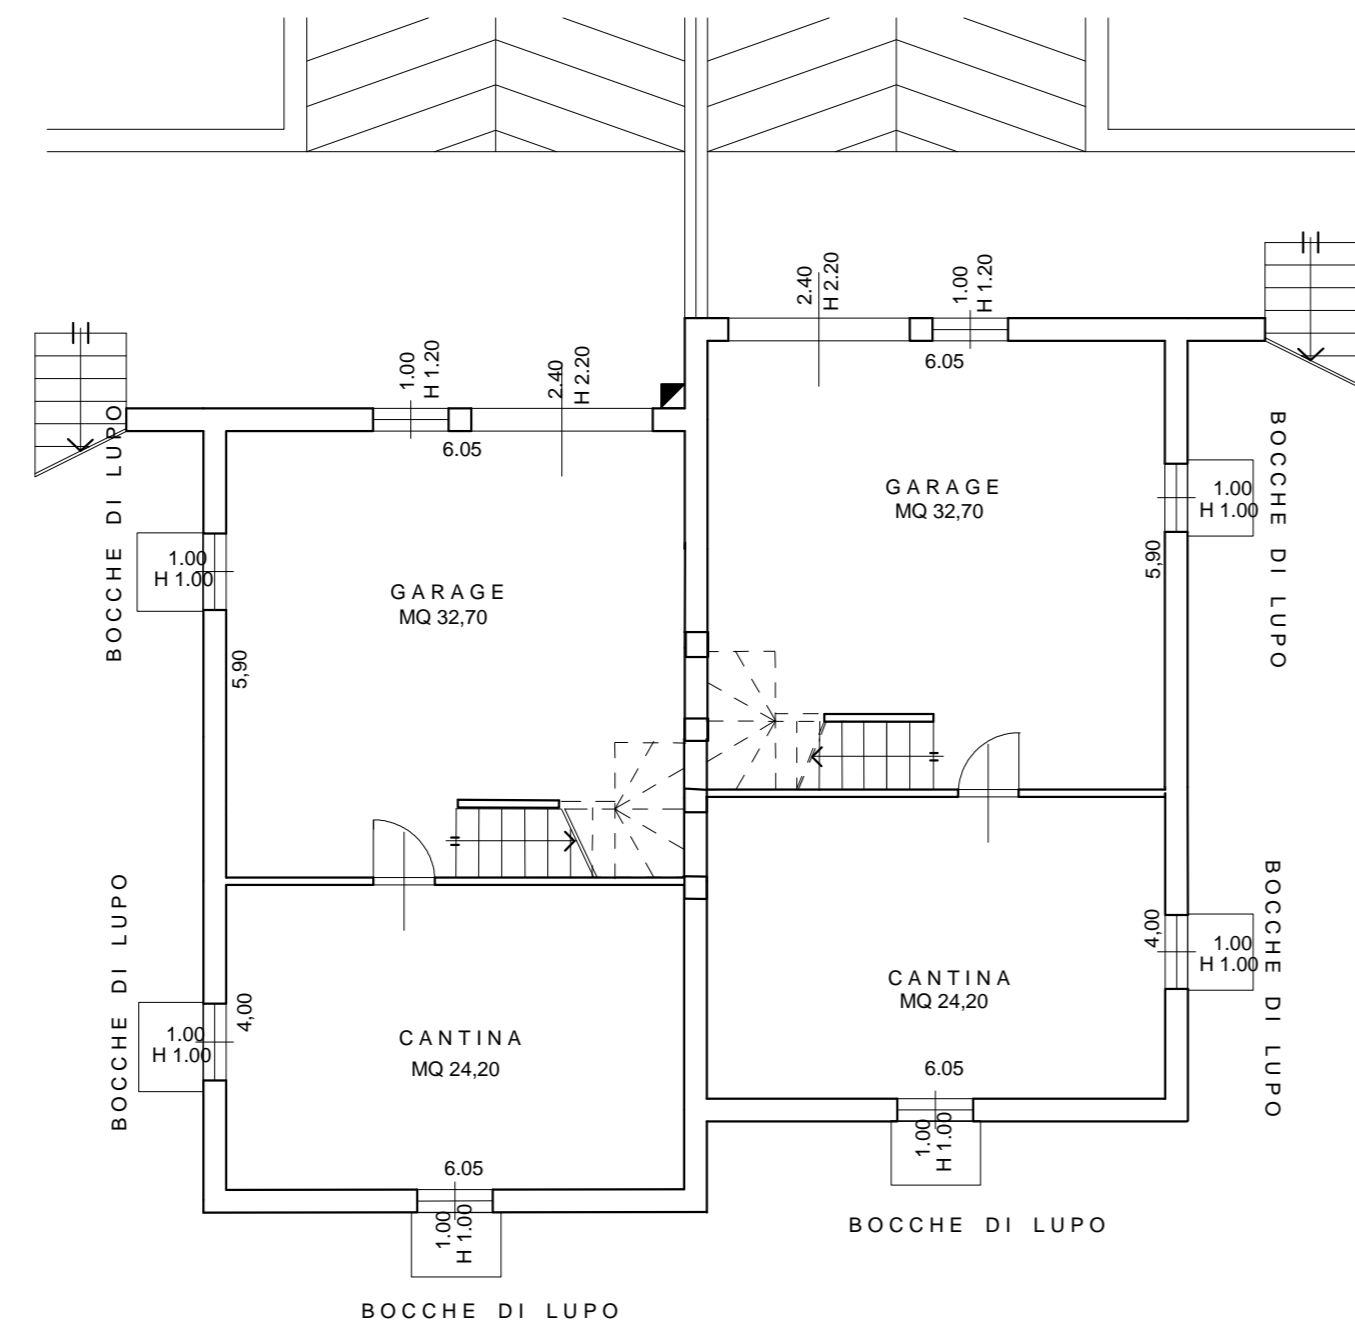 2.40
H 2.20
1.00
H 1.20
6.05
1.00
H 1.20
2.40
H 2.20
6.05
BOCCHE DI LUPO
BOCCHE DI LUPO
GARAGE
MQ 32,70
1.00
H 1.00
5,90
1.00
H 1.00
GARAGE
MQ 32,70
5,90
BOCCHE DI LUPO
BOCCHE DI LUPO
4,00
1.00
H 1.00
CANTINA
MQ 24,20
4,00
1.00
H 1.00
CANTINA
MQ 24,20
6.05
1.00
H 1.00
6.05
1.00
H 1.00
BOCCHE DI LUPO
BOCCHE DI LUPO